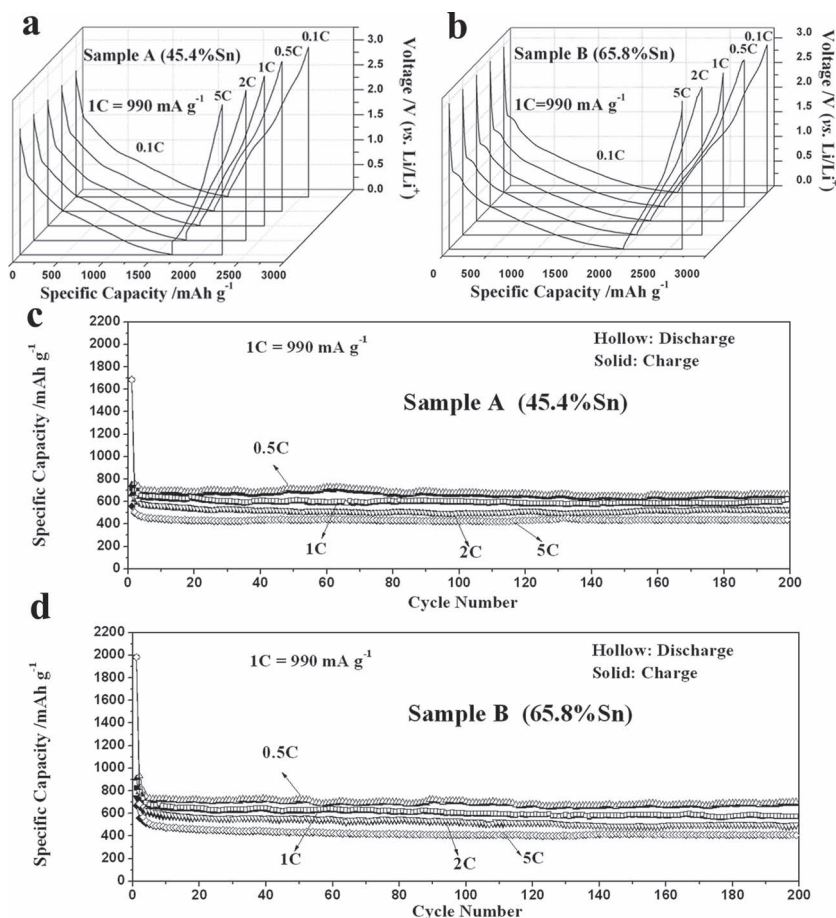 a
Sample A (45.4%Sn)
1C = 990 mA g⁻¹
0.1C
5C
2C
1C
0.5C
0.1C
3.0
2.5
2.0
1.5
1.0
0.5
0.0
Voltage /V (vs. Li/Li⁺)
0 500 1000 1500 2000 2500 3000
Specific Capacity /mAh g⁻¹
b
Sample B (65.8%Sn)
1C=990 mA g⁻¹
0.1C
5C
2C
1C
0.5C
0.1C
3.0
2.5
2.0
1.5
1.0
0.5
0.0
Voltage /V (vs. Li/Li⁺)
0 500 1000 1500 2000 2500 3000
Specific Capacity /mAh g⁻¹
c
2200
2000
1800
1600
1400
1200
1000
800
600
400
200
0
Specific Capacity /mAh g⁻¹
1C = 990 mA g⁻¹
Hollow: Discharge
Solid: Charge
Sample A (45.4%Sn)
0.5C
1C
2C
5C
0 20 40 60 80 100 120 140 160 180 200
Cycle Number
d
2200
2000
1800
1600
1400
1200
1000
800
600
400
200
0
Specific Capacity /mAh g⁻¹
1C = 990 mA g⁻¹
Hollow: Discharge
Solid: Charge
Sample B (65.8%Sn)
0.5C
1C
2C
5C
0 20 40 60 80 100 120 140 160 180 200
Cycle Number